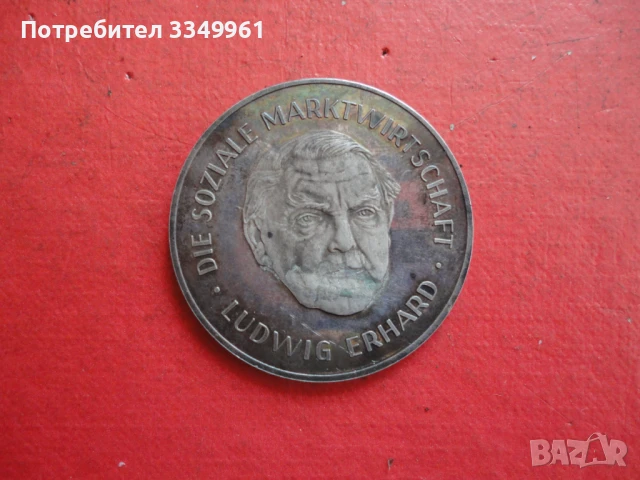 Потребител 3349961
DIE SOZIALE MARKTWIRTSCHAFT
· LUDWIG ERHARD ·
BAZAR